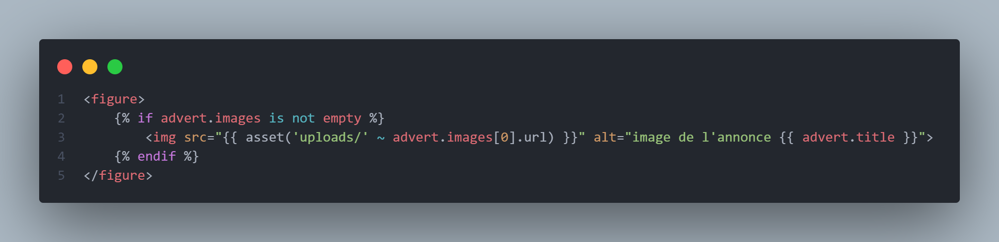 1 <figure>
2     {% if advert.images is not empty %}
3         <img src="{{ asset('uploads/' ~ advert.images[0].url) }}" alt="image de l'annonce {{ advert.title }}">
4     {% endif %}
5 </figure>